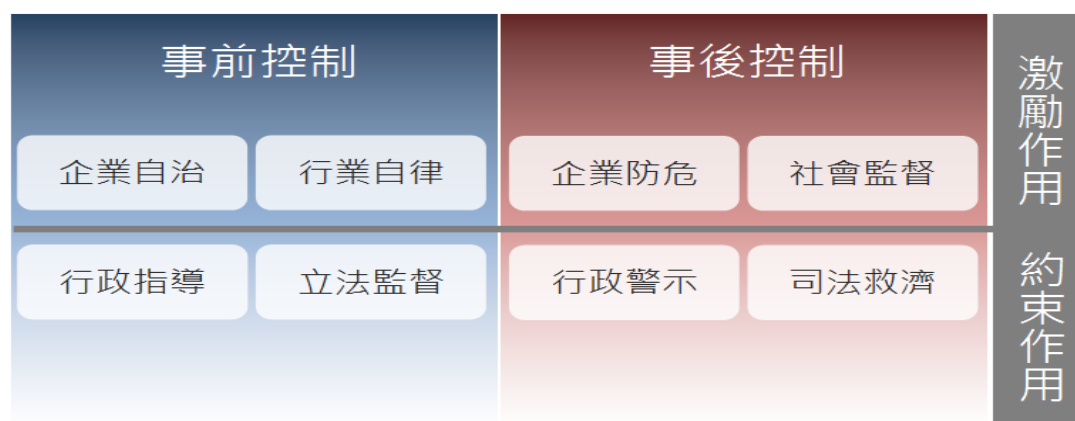 事前控制
事後控制
激勵作用
企業自治
行業自律
企業防危
社會監督
行政指導
立法監督
行政警示
司法救濟
約束作用